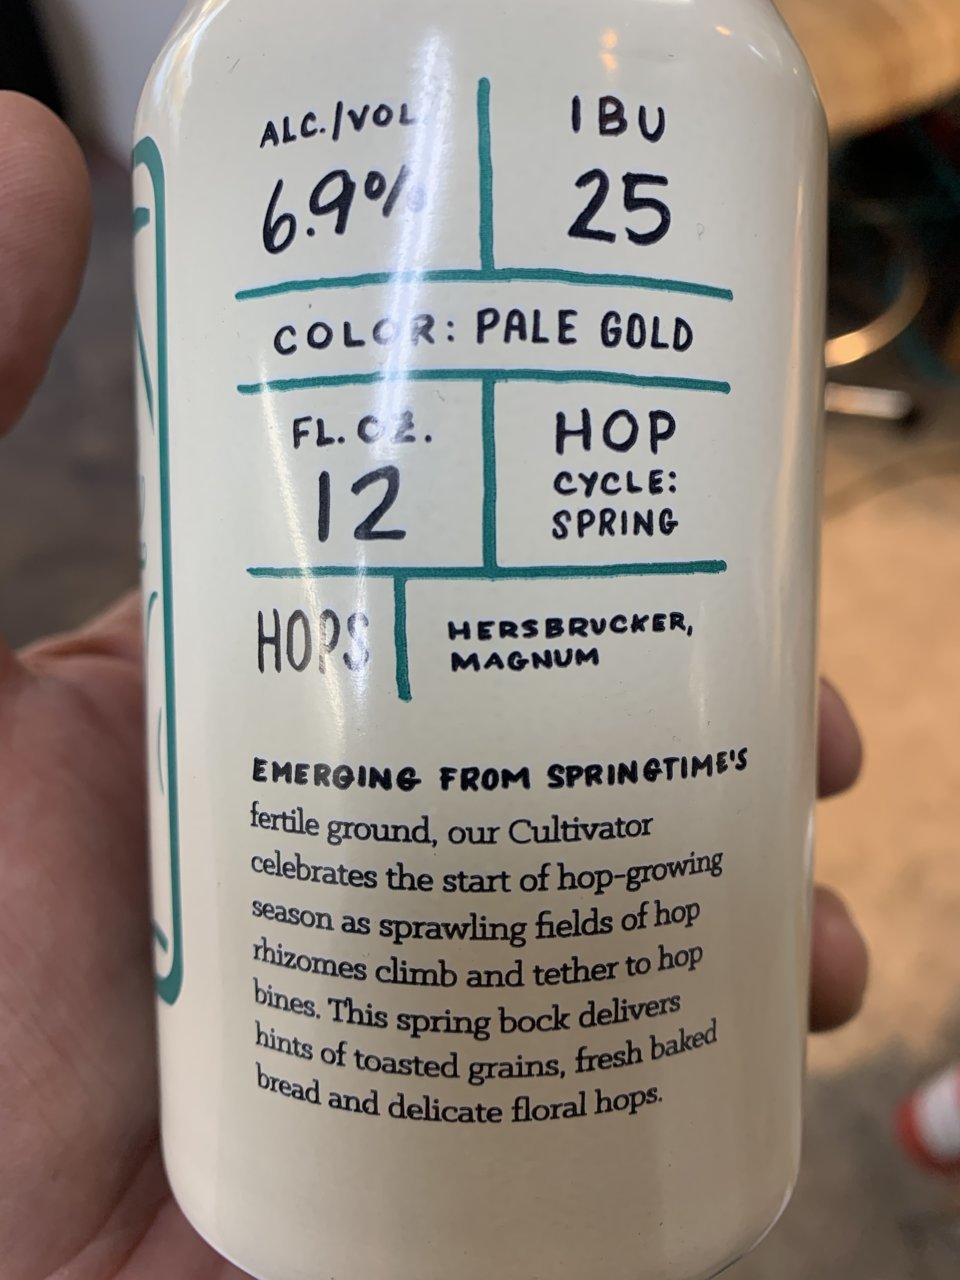 ALC./VOL
6.9%
IBU
25
COLOR: PALE GOLD
FL. OZ.
12
HOP
CYCLE:
SPRING
HOPS
HERSBRUCKER,
MAGNUM
EMERGING FROM SPRINGTIME'S
fertile ground, our Cultivator
celebrates the start of hop-growing
season as sprawling fields of hop
rhizomes climb and tether to hop
bines. This spring bock delivers
hints of toasted grains, fresh baked
bread and delicate floral hops.